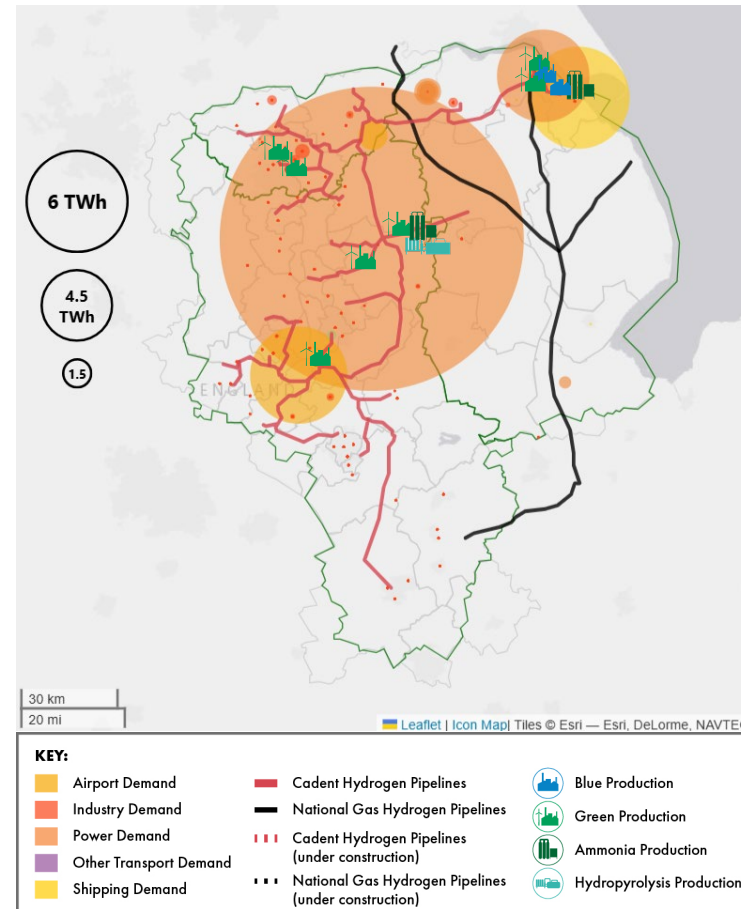 6 TWh
4.5
TWh
1.5
ENGLAND
30 km
20 mi
Leaflet | Icon Map| Tiles © Esri — Esri, DeLorme, NAVTEQ
KEY:
Airport Demand
Industry Demand
Power Demand
Other Transport Demand
Shipping Demand
Cadent Hydrogen Pipelines
National Gas Hydrogen Pipelines
Cadent Hydrogen Pipelines
(under construction)
National Gas Hydrogen Pipelines
(under construction)
Blue Production
Green Production
Ammonia Production
Hydropyrolysis Production